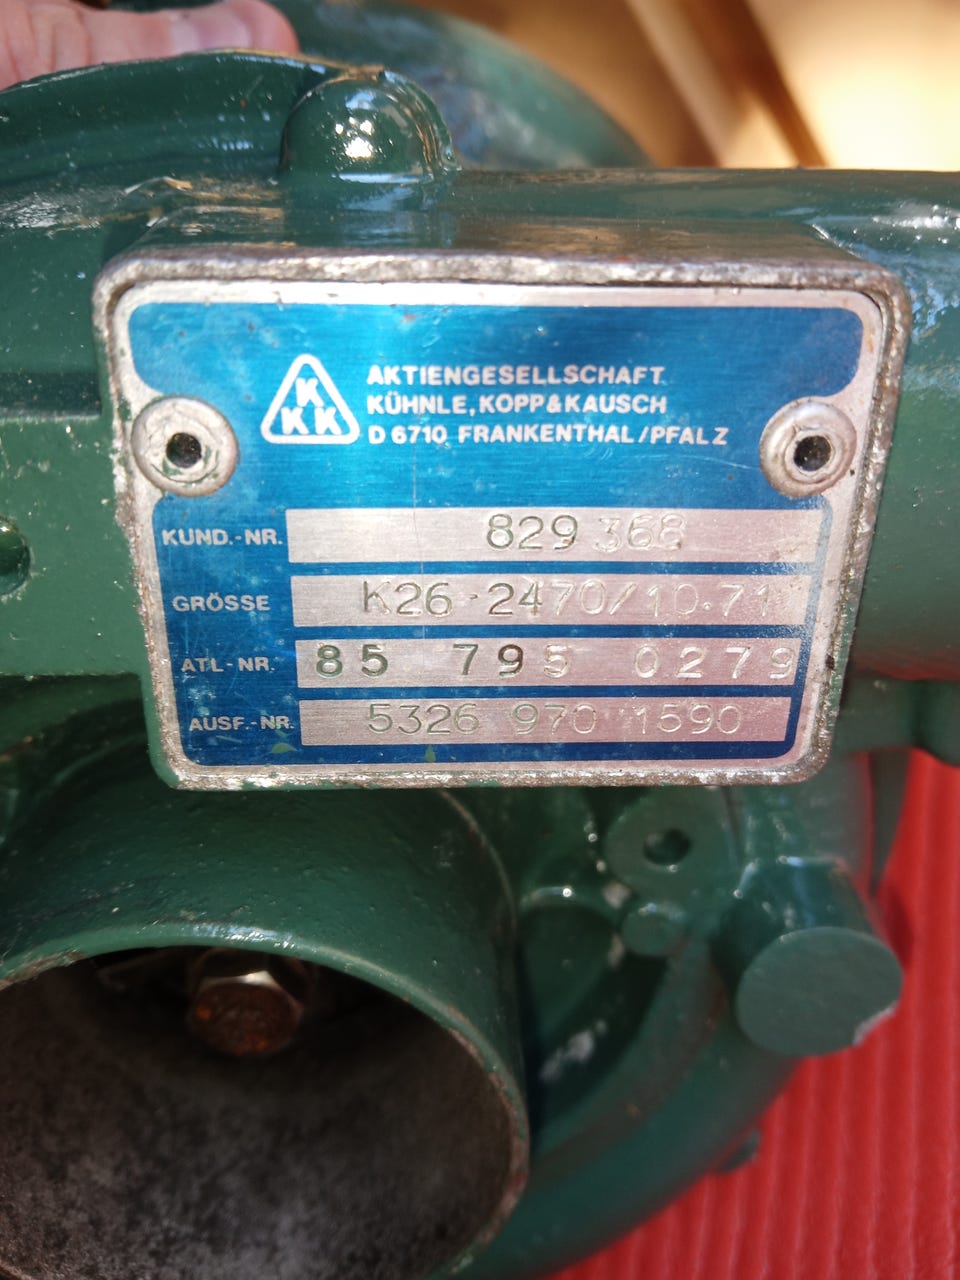 K
KKK
AKTIENGESELLSCHAFT
KÜHNLE, KOPP & KAUSCH
D 6710 FRANKENTHAL/PFALZ
KUND.-NR. 829 368
GRÖSSE K26-2470/10.71
ATL-NR. 85 795 0279
AUSF.-NR. 5326 970 1590